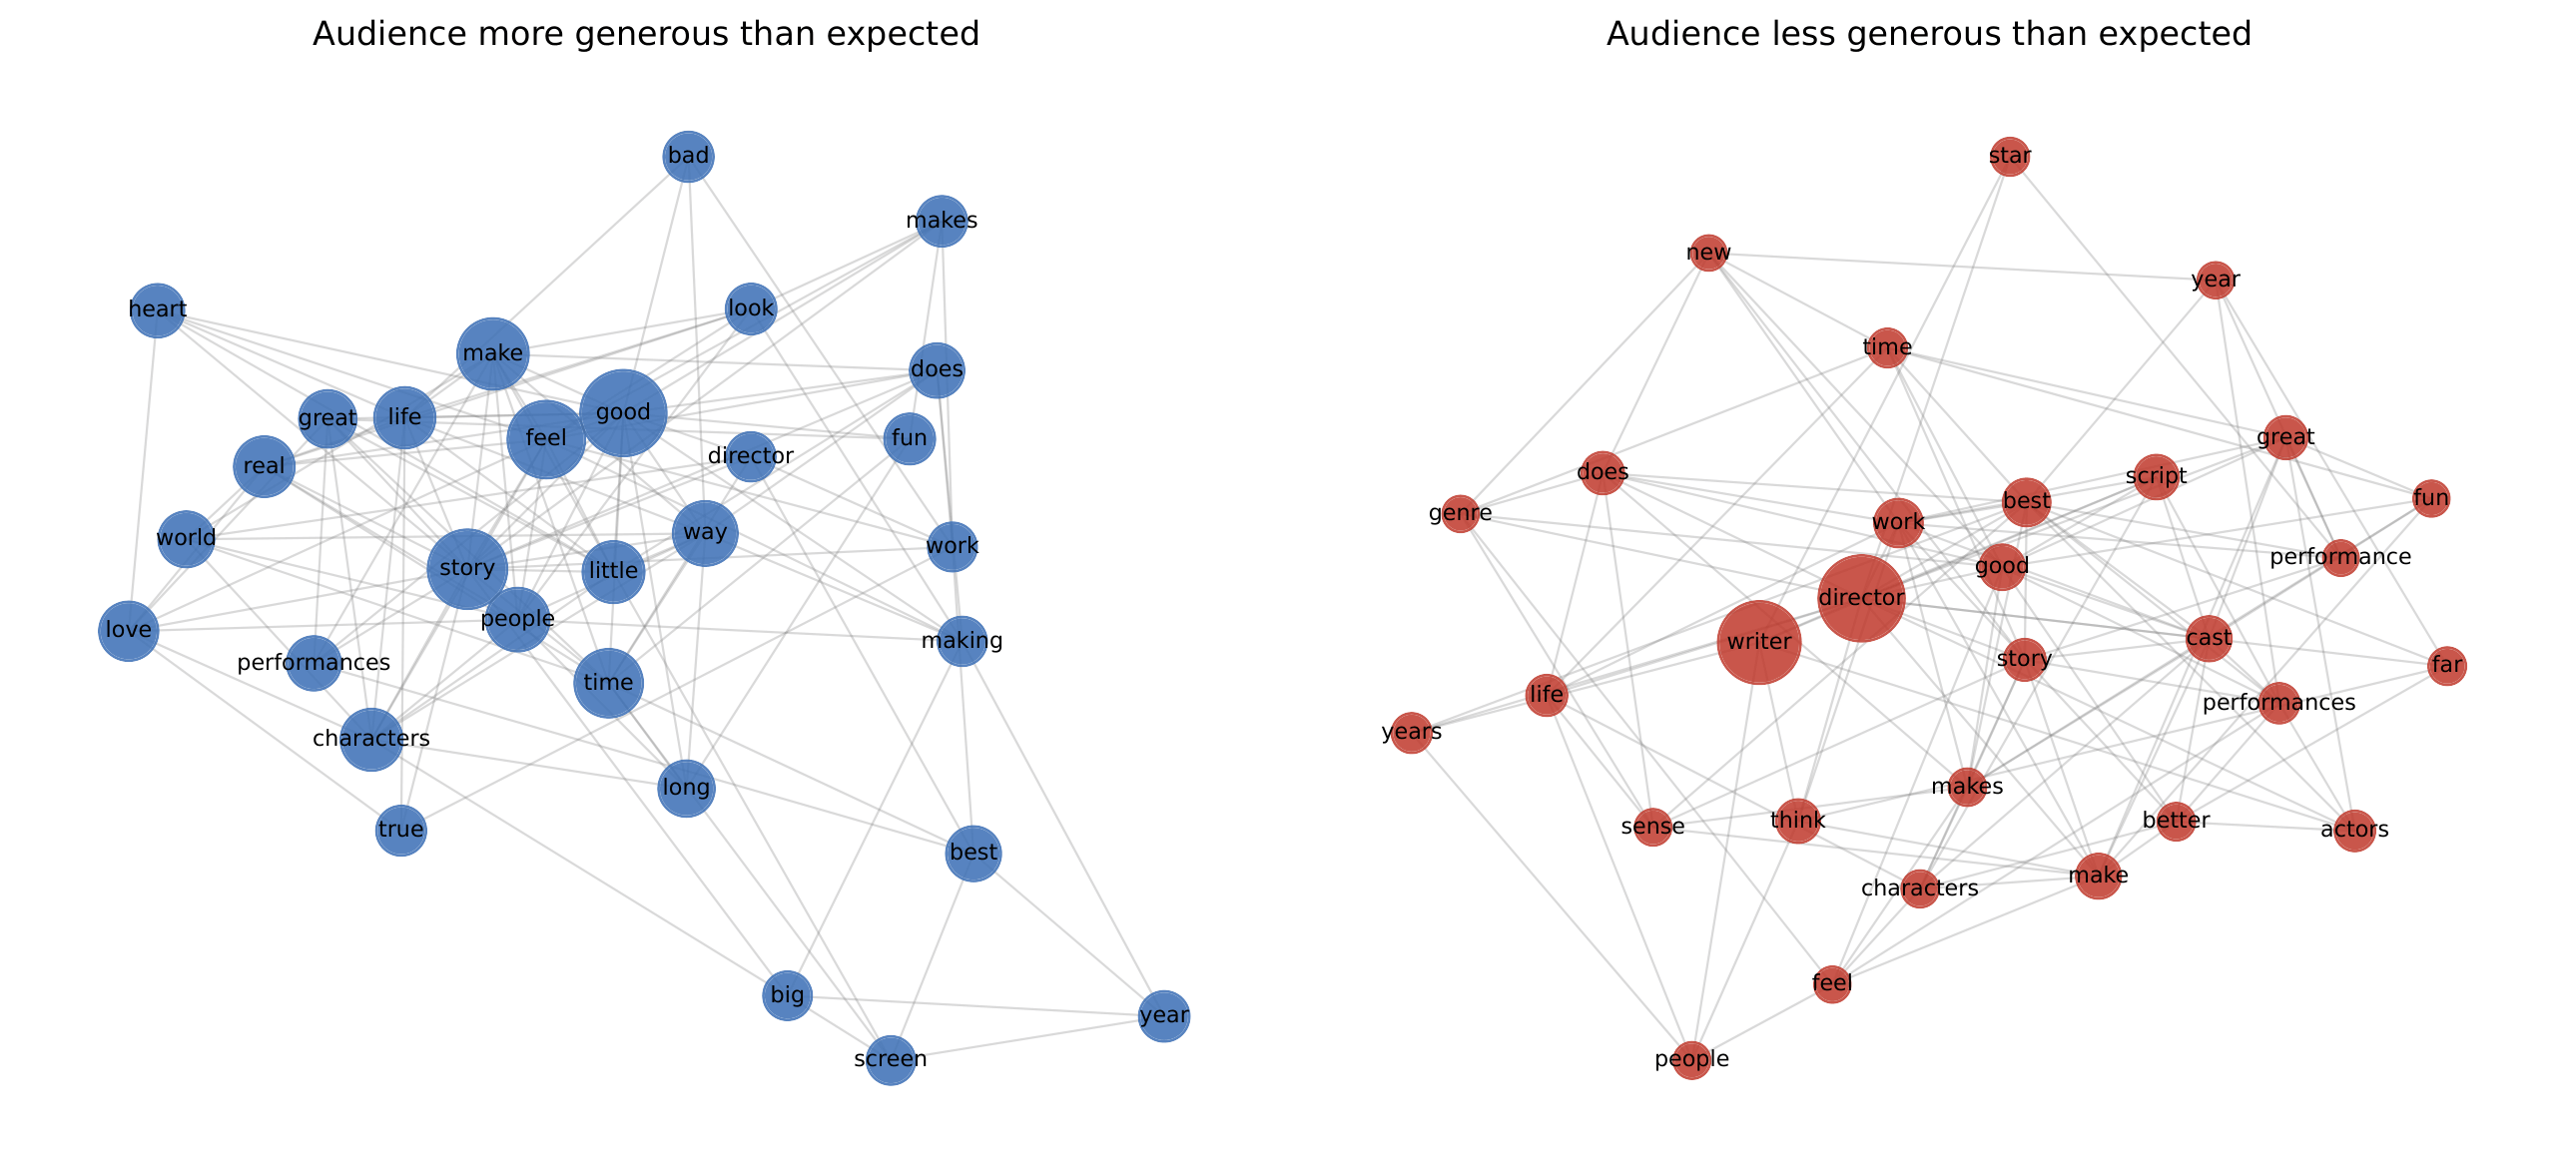 Audience more generous than expected
bad
makes
heart
look
make
does
great
life
good
feel
fun
director
real
way
world
work
story
little
people
love
making
performances
time
characters
long
true
best
big
year
screen
Audience less generous than expected
star
new
year
time
great
does
script
fun
best
genre
work
performance
good
director
writer
cast
story
far
life
performances
years
makes
sense
think
better
actors
make
characters
feel
people